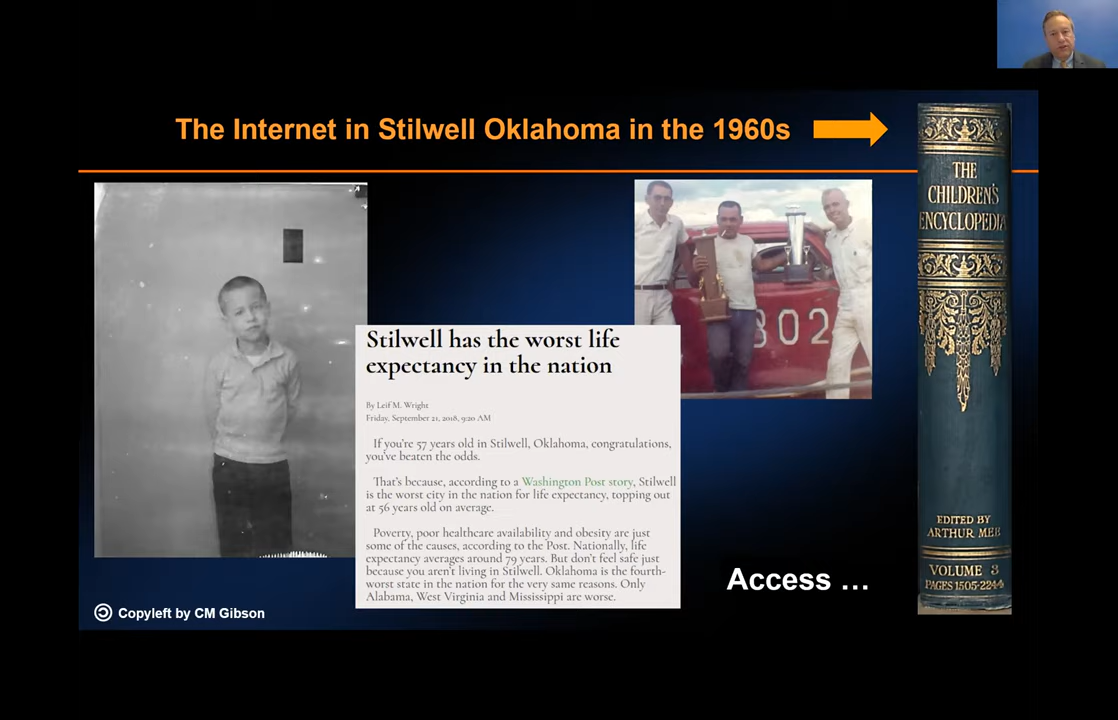 The Internet in Stilwell Oklahoma in the 1960s
Stilwell has the worst life
expectancy in the nation
By Leif M. Wright
Friday, September 21, 2018, 9:20 AM
If you're 57 years old in Stilwell, Oklahoma, congratulations,
you've beaten the odds.
That's because, according to a Washington Post story, Stilwell
is the worst city in the nation for life expectancy, topping out
at 56 years old on average.
Poverty, poor healthcare availability and obesity are just
some of the causes, according to the Post. Nationally, life
expectancy averages around 79 years. But don't feel safe just
because you aren't living in Stilwell. Oklahoma is the fourth-
worst state in the nation for the very same reasons. Only
Alabama, West Virginia and Mississippi are worse.
302
Access ...
THE
CHILDREN'S
ENCYCLOPEDIA
EDITED BY
ARTHUR MEE
VOLUME 3
PAGES 1505-2244
Copyleft by CM Gibson